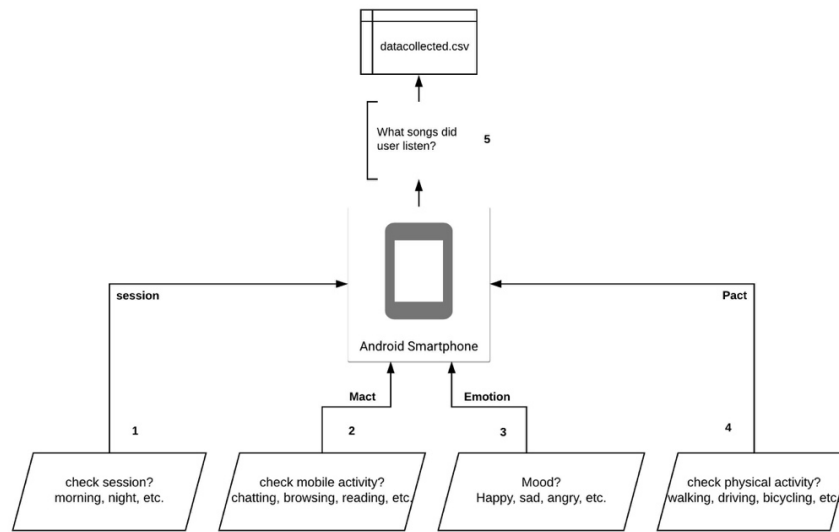 datacollected.csv
What songs did
user listen?
5
session
Pact
Android Smartphone
Mact
Emotion
1
2
3
4
check session?
morning, night, etc.
check mobile activity?
chatting, browsing, reading, etc.
Mood?
Happy, sad, angry, etc.
check physical activity?
walking, driving, bicycling, etc